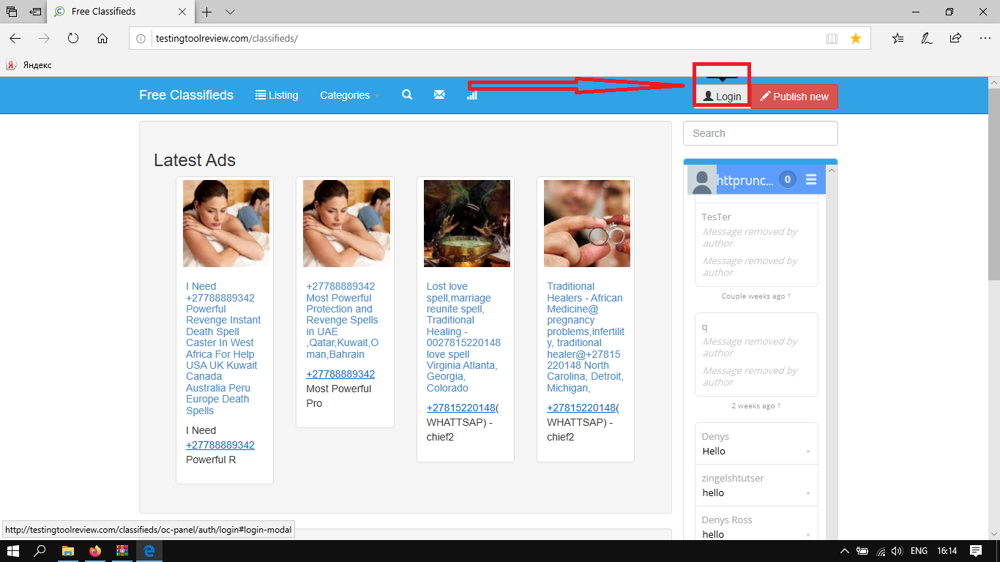 Free Classifieds
testingtoolreview.com/classifieds/
Яндекс
Free Classifieds
Listing
Categories
Login
Publish new
Search
Latest Ads
I Need
+27788889342
Powerful
Revenge Instant
Death Spell
Caster In West
Africa For Help
USA UK Kuwait
Canada
Australia Peru
Europe Death
Spells
I Need
+27788889342
Powerful R
+27788889342
Most Powerful
Protection and
Revenge Spells
in UAE
,Qatar,Kuwait,O
man,Bahrain
+27788889342
Most Powerful
Pro
Lost love
spell,marriage
reunite spell,
Traditional
Healing -
0027815220148
love spell
Virginia Atlanta,
Georgia,
Colorado
+27815220148(
WHATTSAP) -
chief2
Traditional
Healers - African
Medicine@
pregnancy
problems,infertilit
y, traditional
healer@+27815
220148 North
Carolina, Detroit,
Michigan,
+27815220148(
WHATTSAP) -
chief2
httprunc...
0
TesTer
Message removed by
author
Message removed by
author
Couple weeks ago ↑
q
Message removed by
author
Message removed by
author
2 weeks ago ↑
Denys
Hello
zingelshtutser
hello
Denys Ross
hello
http://testingtoolreview.com/classifieds/oc-panel/auth/login#login-modal
ENG
16:14